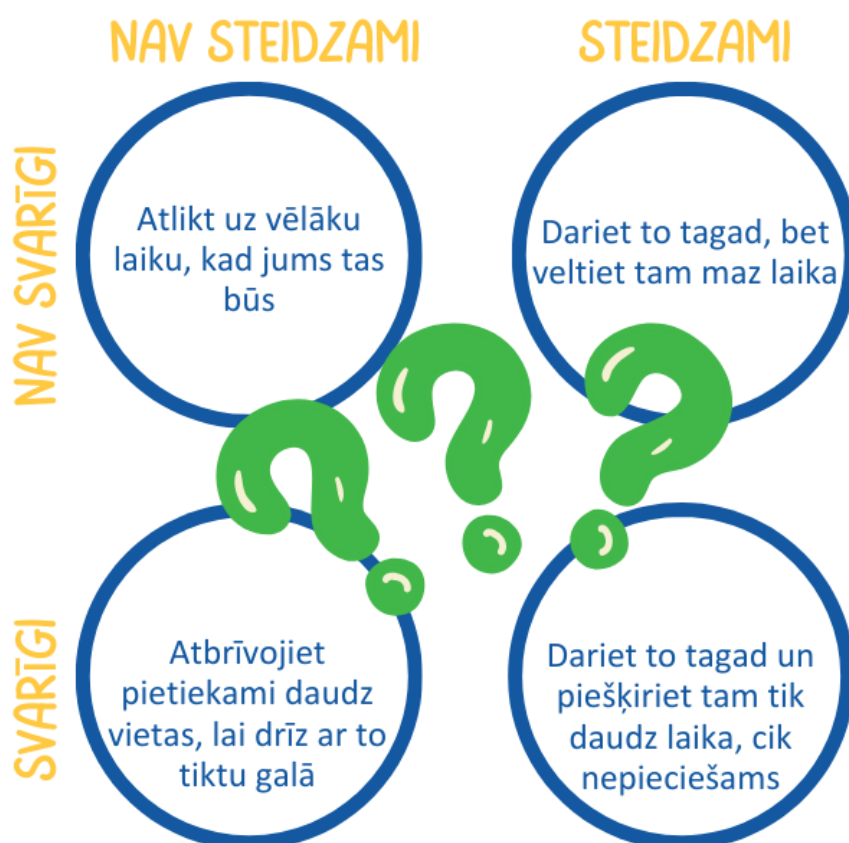 NAV STEIDZAMI
STEIDZAMI
NAV SVARĪGI
Atlikt uz vēlāku
laiku, kad jums tas
būs
Dariet to tagad, bet
veltiet tam maz laika
SVARĪGI
Atbrīvojiet
pietiekami daudz
vietas, lai drīz ar to
tiktu galā
Dariet to tagad un
piešķiriet tam tik
daudz laika, cik
nepieciešams